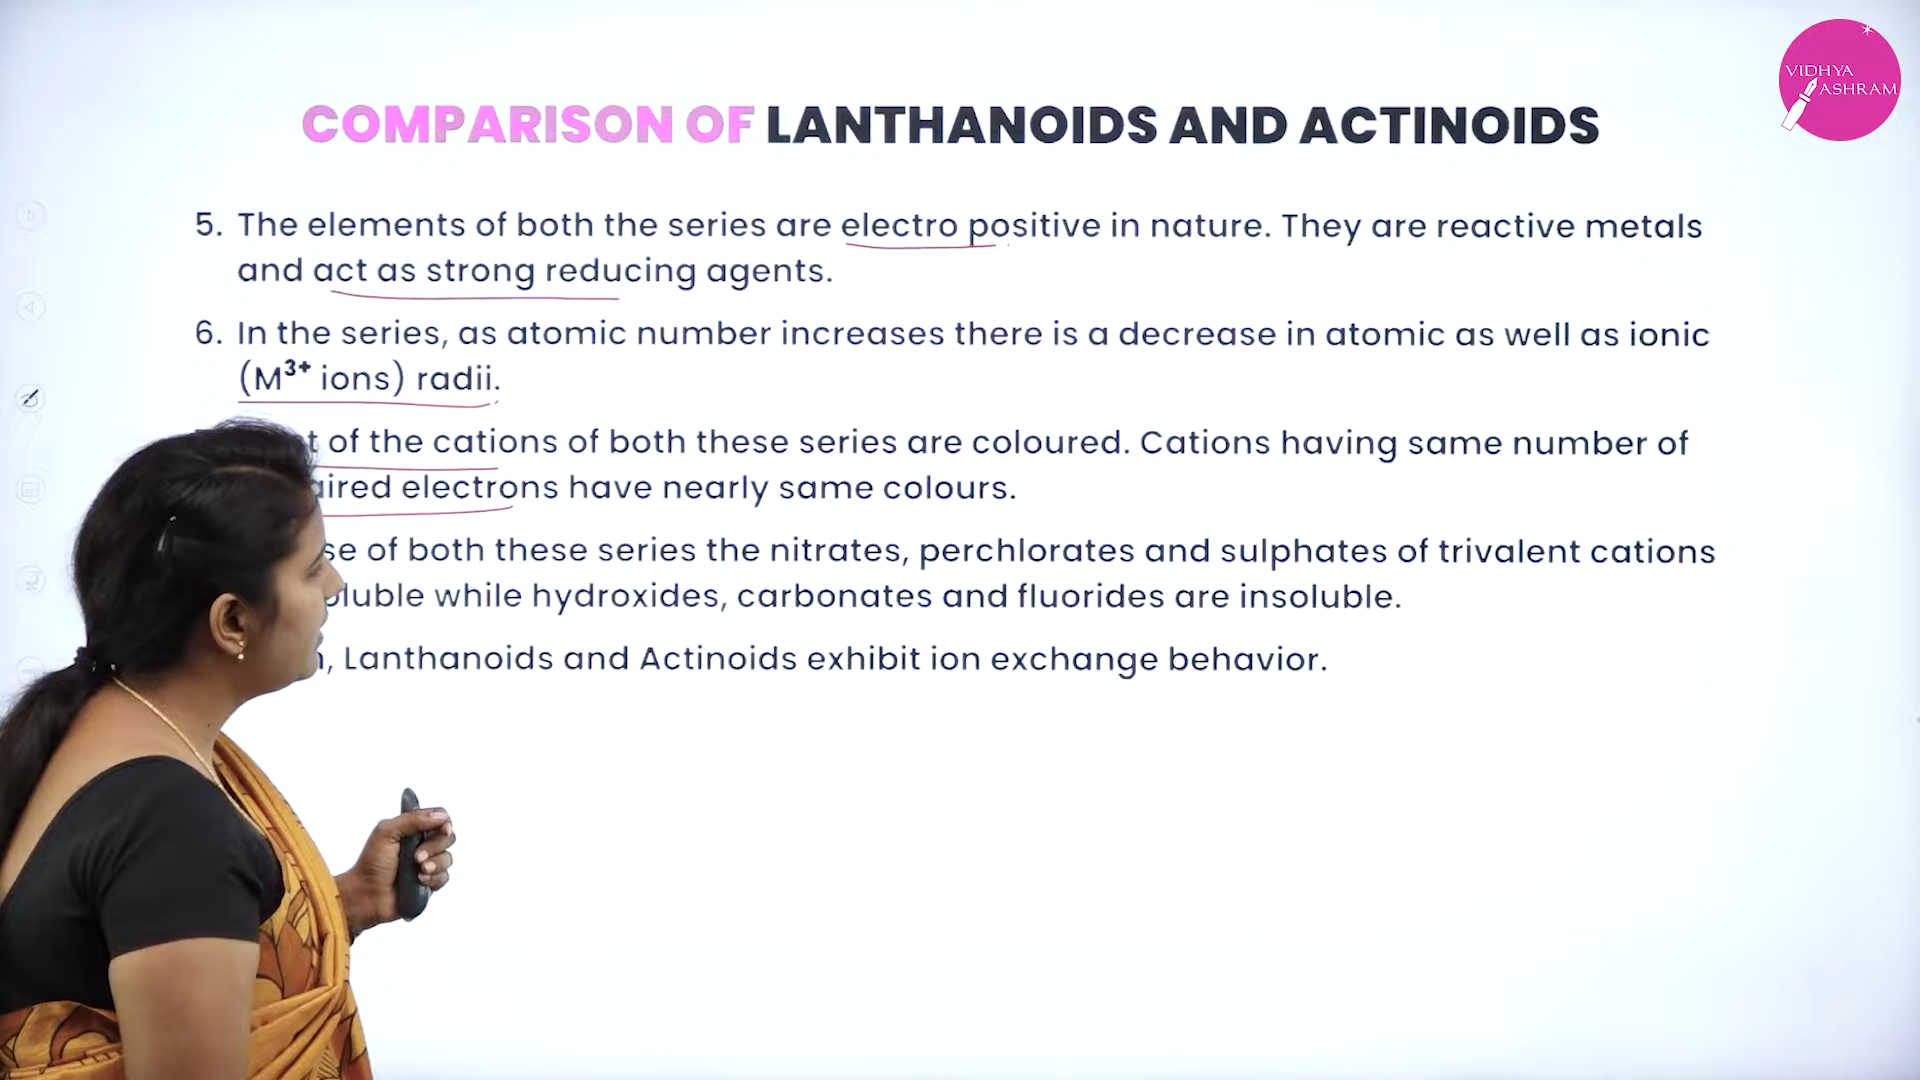 VIDHYA
ASHRAM
COMPARISON OF LANTHANOIDS AND ACTINOIDS
5. The elements of both the series are electro positive in nature. They are reactive metals
and act as strong reducing agents.
6. In the series, as atomic number increases there is a decrease in atomic as well as ionic
(M³⁺ ions) radii.
of the cations of both these series are coloured. Cations having same number of
electrons have nearly same colours.
of both these series the nitrates, perchlorates and sulphates of trivalent cations
while hydroxides, carbonates and fluorides are insoluble.
, Lanthanoids and Actinoids exhibit ion exchange behavior.